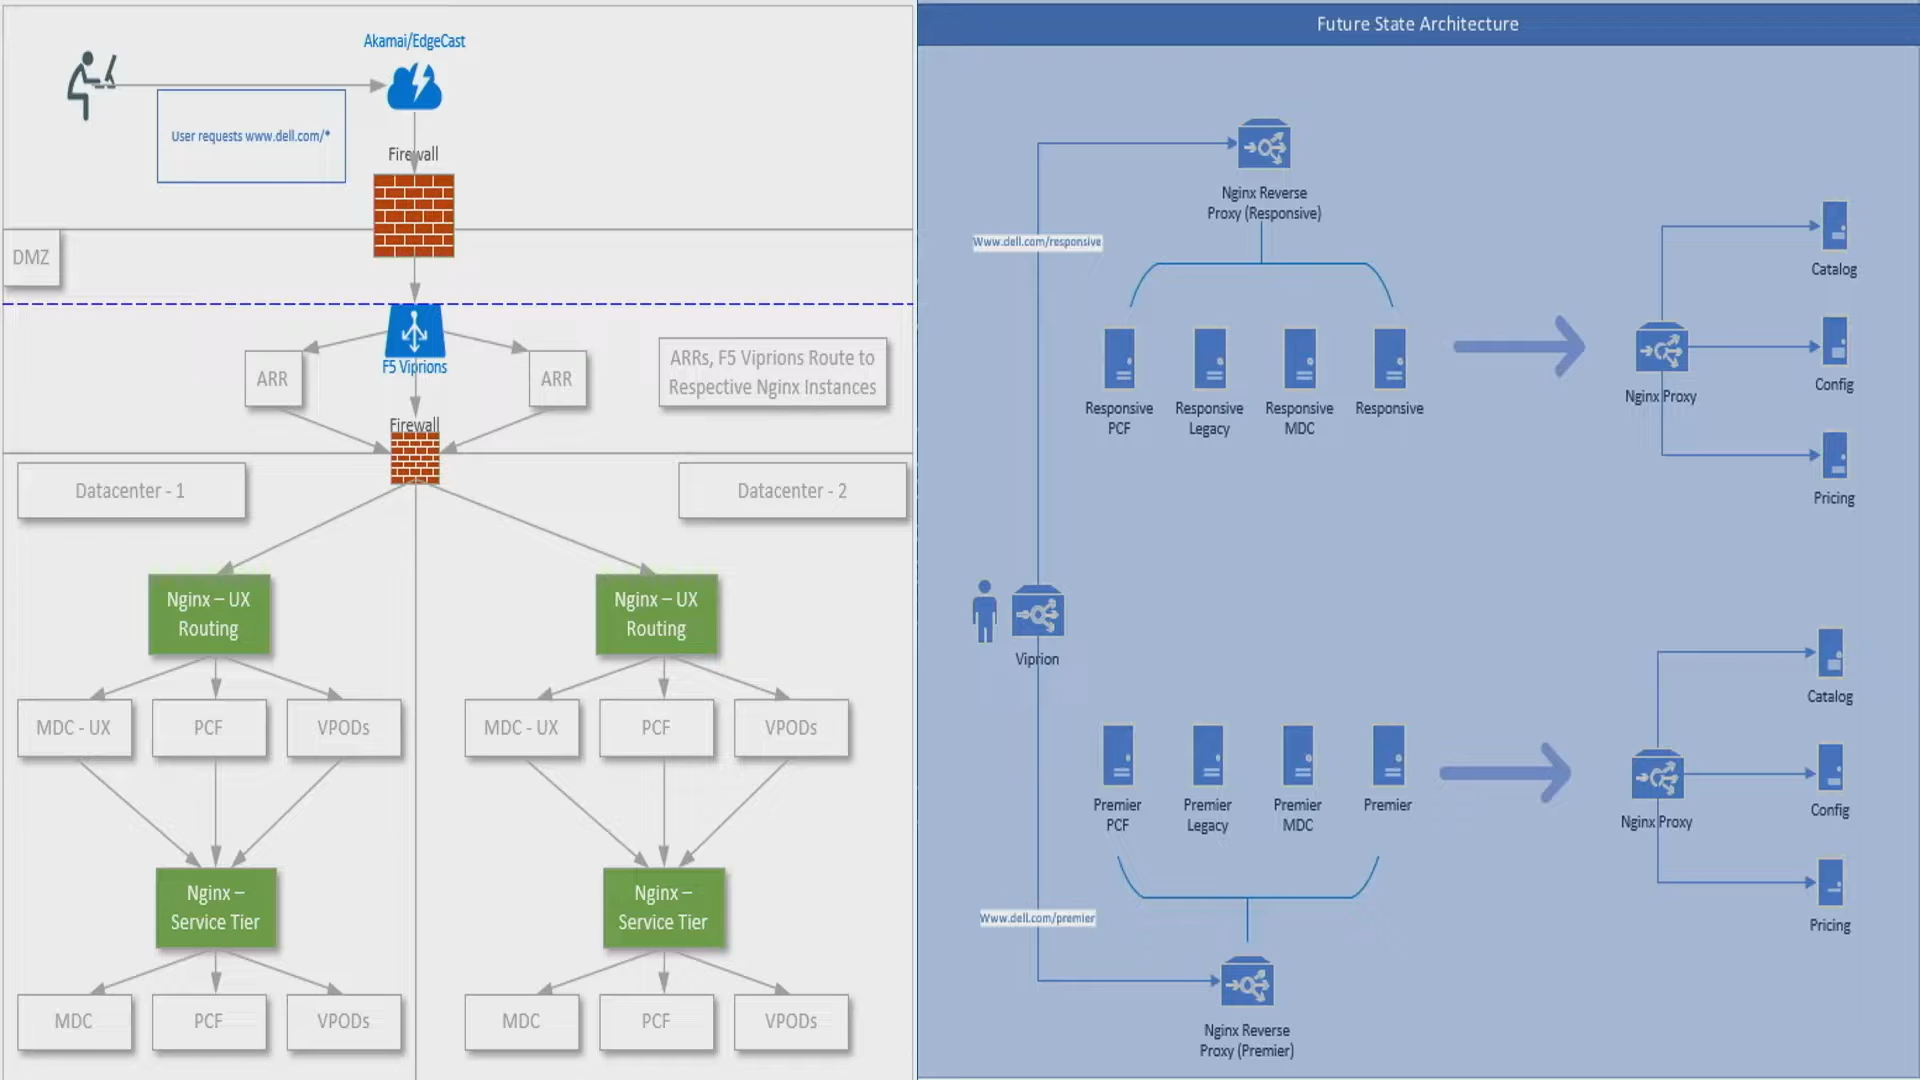 Akamai/EdgeCast
User requests www.dell.com/*
Firewall
DMZ
F5 Viprions
ARR
ARR
ARRs, F5 Viprions Route to
Respective Nginx Instances
Firewall
Datacenter - 1
Datacenter - 2
Nginx – UX
Routing
Nginx – UX
Routing
MDC - UX
PCF
VPODs
MDC - UX
PCF
VPODs
Nginx –
Service Tier
Nginx –
Service Tier
MDC
PCF
VPODs
MDC
PCF
VPODs
Future State Architecture
Nginx Reverse
Proxy (Responsive)
Www.dell.com/responsive
Responsive
PCF
Responsive
Legacy
Responsive
MDC
Responsive
Nginx Proxy
Catalog
Config
Pricing
Viprion
Premier
PCF
Premier
Legacy
Premier
MDC
Premier
Nginx Proxy
Catalog
Config
Pricing
Www.dell.com/premier
Nginx Reverse
Proxy (Premier)